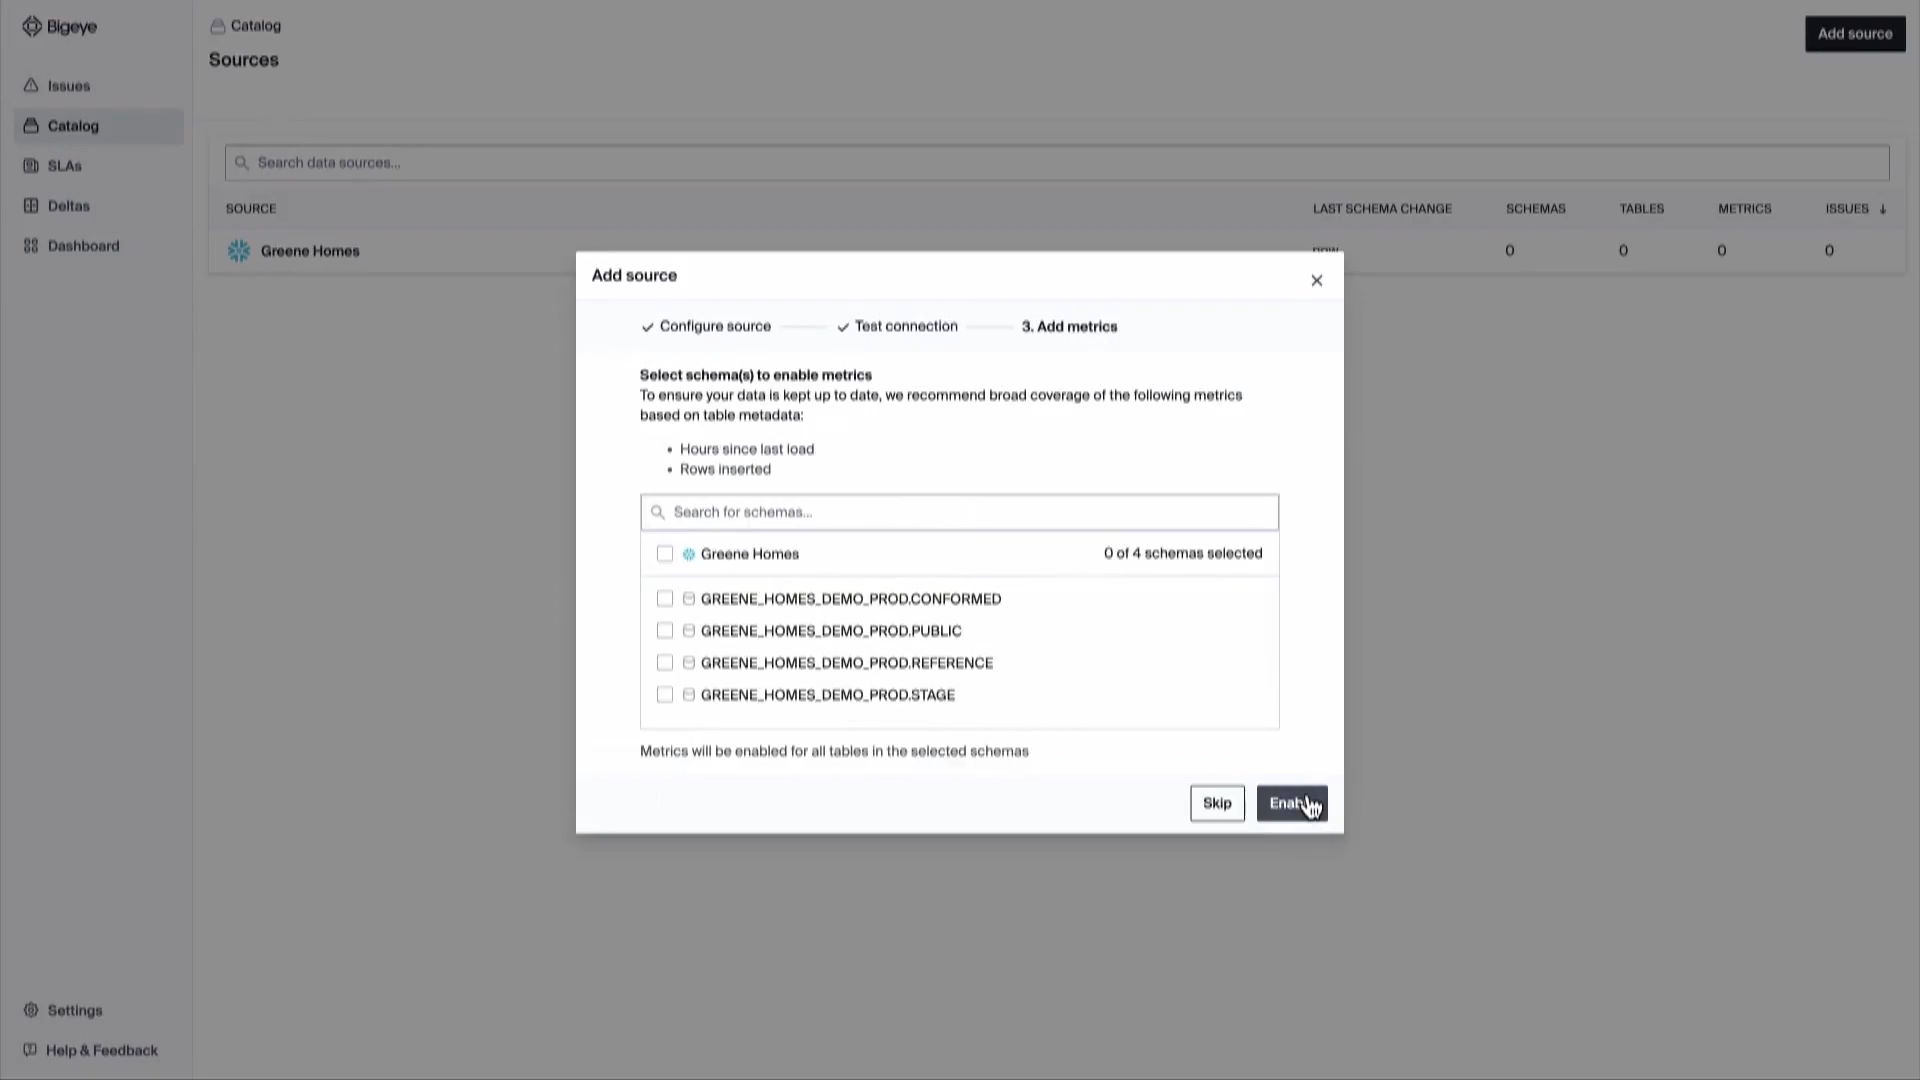 Bigeye
Issues
Catalog
SLAs
Deltas
Dashboard
Settings
Help & Feedback
Catalog
Sources
Add source
Search data sources...
SOURCE LAST SCHEMA CHANGE SCHEMAS TABLES METRICS ISSUES ↓
Greene Homes 0 0 0 0
Add source
Configure source Test connection 3. Add metrics
Select schema(s) to enable metrics
To ensure your data is kept up to date, we recommend broad coverage of the following metrics
based on table metadata:
• Hours since last load
• Rows inserted
Search for schemas...
Greene Homes 0 of 4 schemas selected
GREENE_HOMES_DEMO_PROD.CONFORMED
GREENE_HOMES_DEMO_PROD.PUBLIC
GREENE_HOMES_DEMO_PROD.REFERENCE
GREENE_HOMES_DEMO_PROD.STAGE
Metrics will be enabled for all tables in the selected schemas
Skip